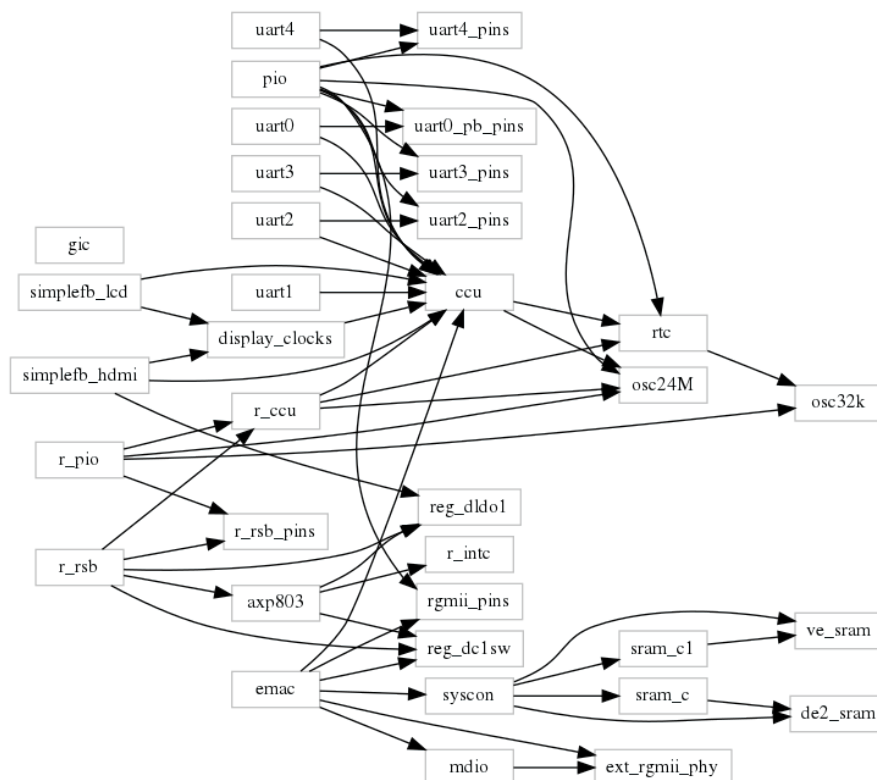 uart4
uart4_pins
pio
uart0
uart0_pb_pins
uart3
uart3_pins
uart2
uart2_pins
gic
simplefb_lcd
uart1
ccu
display_clocks
rtc
simplefb_hdmi
osc24M
r_ccu
osc32k
r_pio
reg_dldo1
r_rsb_pins
r_intc
r_rsb
axp803
rgmii_pins
ve_sram
reg_dc1sw
sram_c1
emac
syscon
sram_c
de2_sram
mdio
ext_rgmii_phy